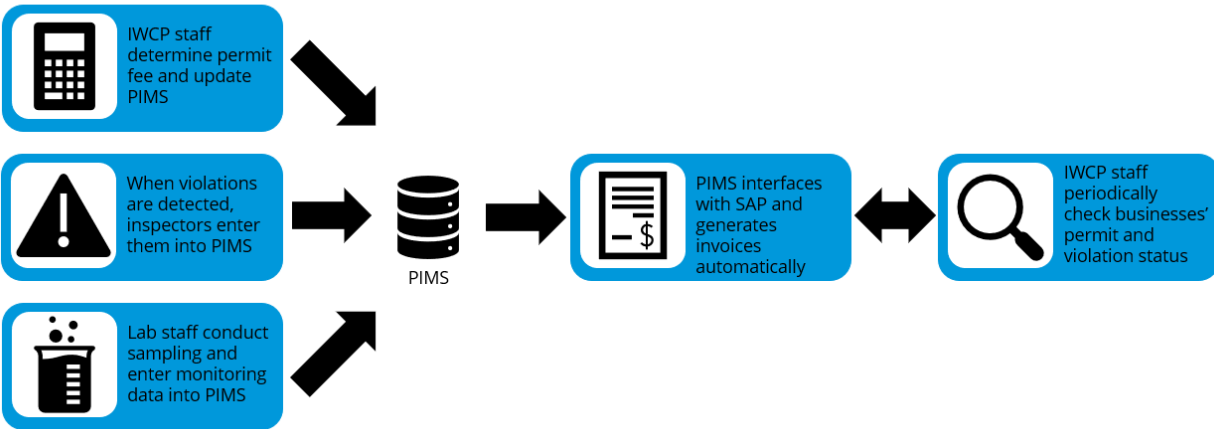 IWCP staff
determine permit
fee and update
PIMS
When violations
are detected,
inspectors enter
them into PIMS
Lab staff conduct
sampling and
enter monitoring
data into PIMS
PIMS
$
PIMS interfaces
with SAP and
generates
invoices
automatically
IWCP staff
periodically
check businesses’
permit and
violation status